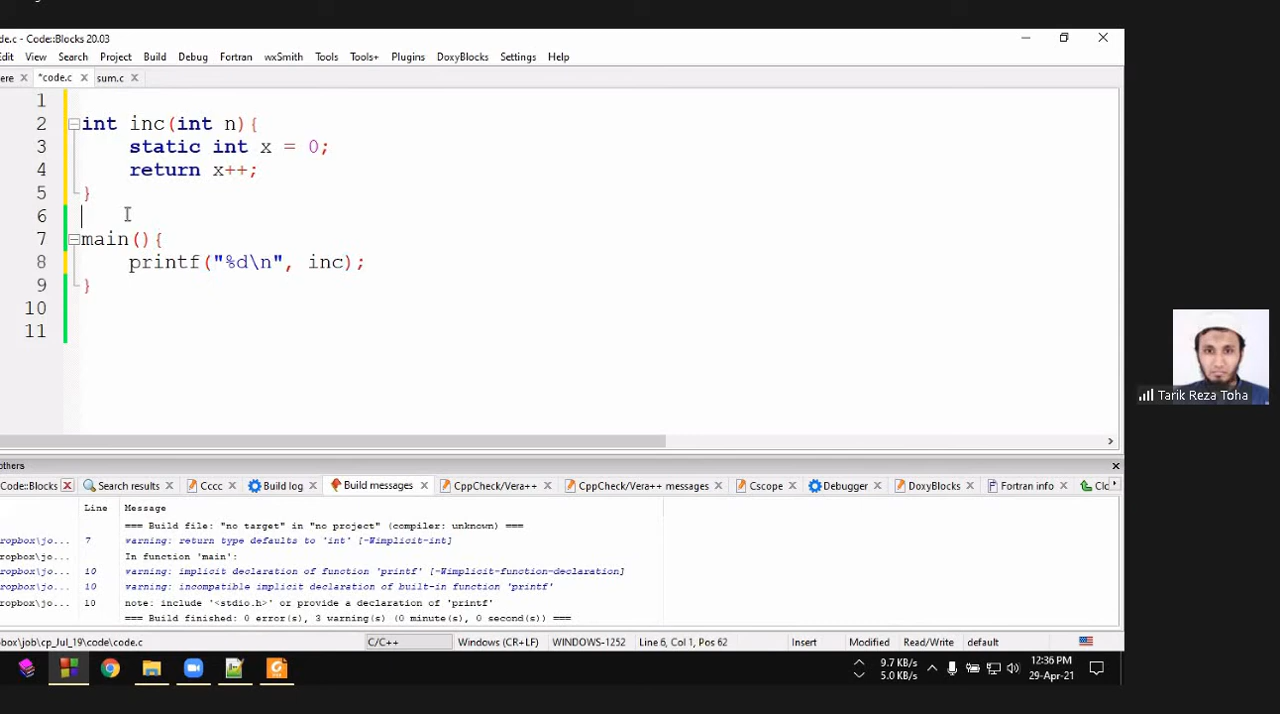 de.c - Code::Blocks 20.03
Edit View Search Project Build Debug Fortran wxSmith Tools Tools+ Plugins DoxyBlocks Settings Help
ere *code.c sum.c
1
2 int inc(int n){
3 static int x = 0;
4 return x++;
5 }
6
7 main(){
8 printf("%d\n", inc);
9 }
10
11
Tarik Reza Toha
others
Code::Blocks Search results Cccc Build log Build messages CppCheck/Vera++ CppCheck/Vera++ messages Cscope Debugger DoxyBlocks Fortran info Clo
Line Message
=== Build file: "no target" in "no project" (compiler: unknown) ===
ropbox\jo... 7 warning: return type defaults to 'int' [-Wimplicit-int]
ropbox\jo... In function 'main':
ropbox\jo... 10 warning: implicit declaration of function 'printf' [-Wimplicit-function-declaration]
ropbox\jo... 10 warning: incompatible implicit declaration of built-in function 'printf'
ropbox\jo... 10 note: include '<stdio.h>' or provide a declaration of 'printf'
=== Build finished: 0 error(s), 3 warning(s) (0 minute(s), 0 second(s)) ===
box\job\cp_Jul_19\code\code.c C/C++ Windows (CR+LF) WINDOWS-1252 Line 6, Col 1, Pos 62 Insert Modified Read/Write default
9.7 KB/s
5.0 KB/s
12:36 PM
29-Apr-21